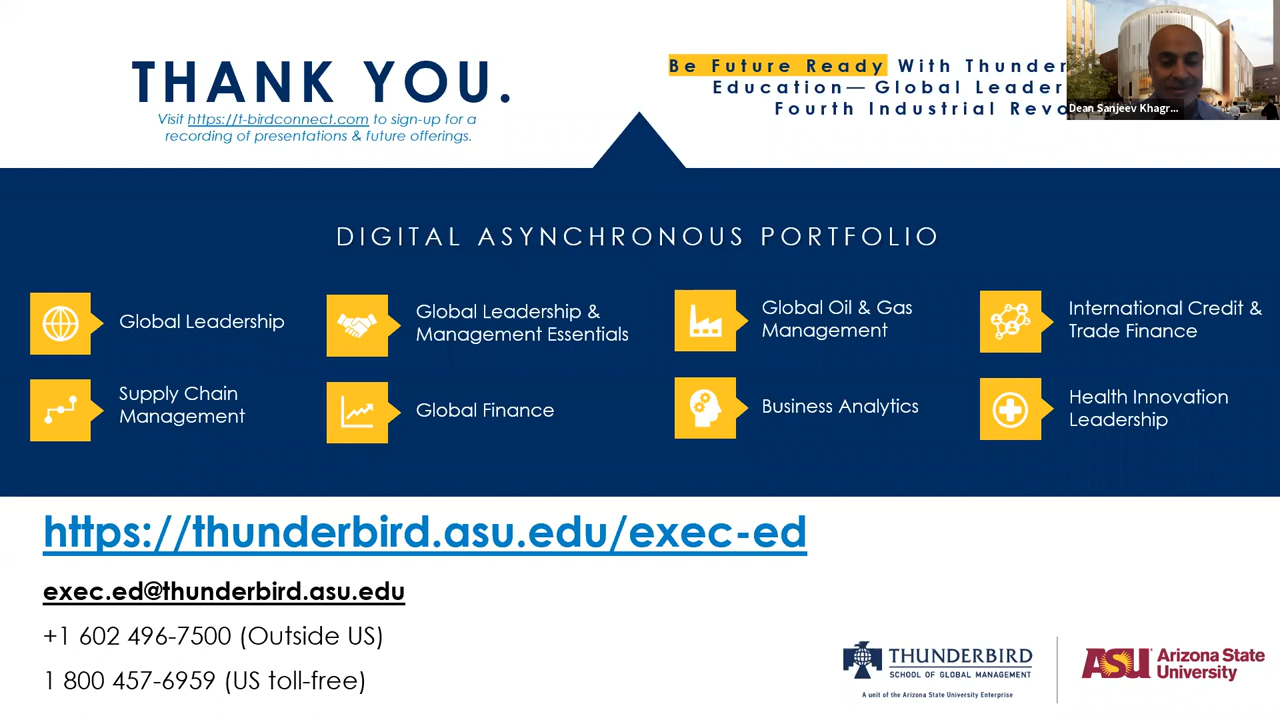 THANK YOU.
Visit https://t-birdconnect.com to sign-up for a
recording of presentations & future offerings.
Be Future Ready With Thunder
Education— Global Leader
Fourth Industrial Revo
Dean Sanjeev Khagr...
DIGITAL ASYNCHRONOUS PORTFOLIO
Global Leadership
Global Leadership &
Management Essentials
Global Oil & Gas
Management
International Credit &
Trade Finance
Supply Chain
Management
Global Finance
Business Analytics
Health Innovation
Leadership
https://thunderbird.asu.edu/exec-ed
exec.ed@thunderbird.asu.edu
+1 602 496-7500 (Outside US)
1 800 457-6959 (US toll-free)
THUNDERBIRD
SCHOOL OF GLOBAL MANAGEMENT
A unit of the Arizona State University Enterprise
ASU Arizona State
University